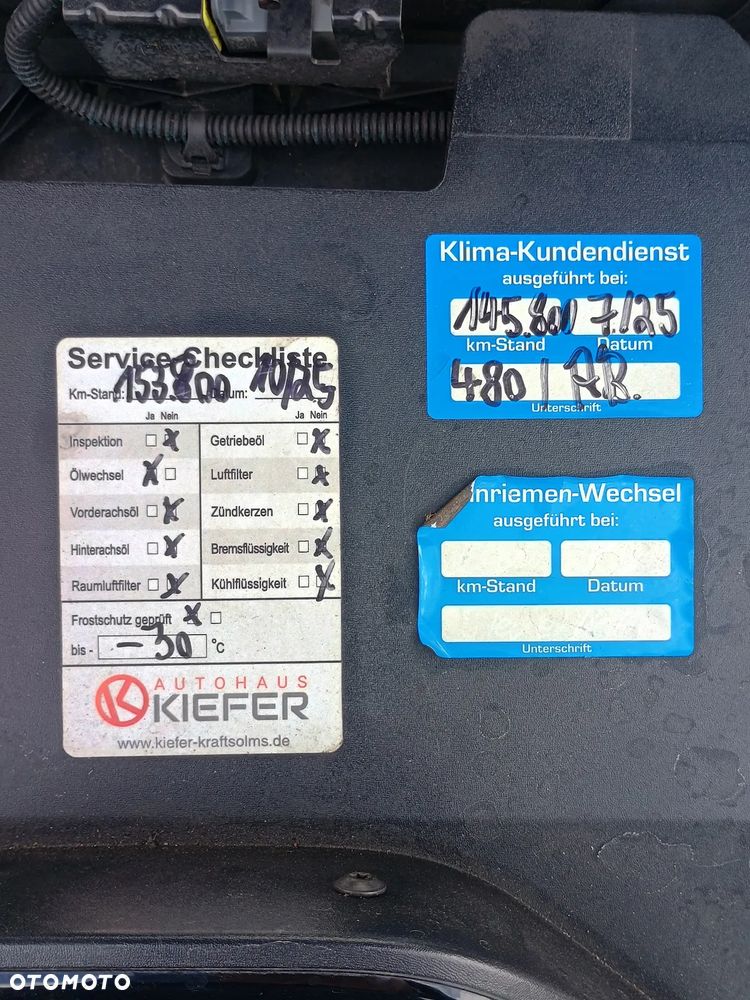 Klima-Kundendienst
ausgeführt bei:
145.800 7/25
km-Stand Datum
480 / A.B.
Unterschrift
Service-Checkliste
Km-Stand: 153.800 Datum: 10/25
Ja Nein Ja Nein
Inspektion ☐ X Getriebeöl ☐ X
Ölwechsel X ☐ Luftfilter ☐ X
Vorderachsöl ☐ X Zündkerzen ☐ X
Hinterachsöl ☐ X Bremsflüssigkeit ☐ X
Raumluftfilter ☐ X Kühlflüssigkeit ☐ X
Frostschutz geprüft X ☐
bis - -30 °C
AUTOHAUS
KIEFER
www.kiefer-kraftsolms.de
nriemen-Wechsel
ausgeführt bei:
km-Stand Datum
Unterschrift
OTOMOTO